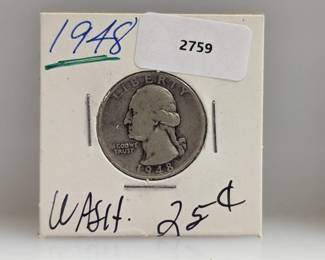 1948
2759
LIBERTY
IN GOD WE
TRUST
1948
WASH. 25¢